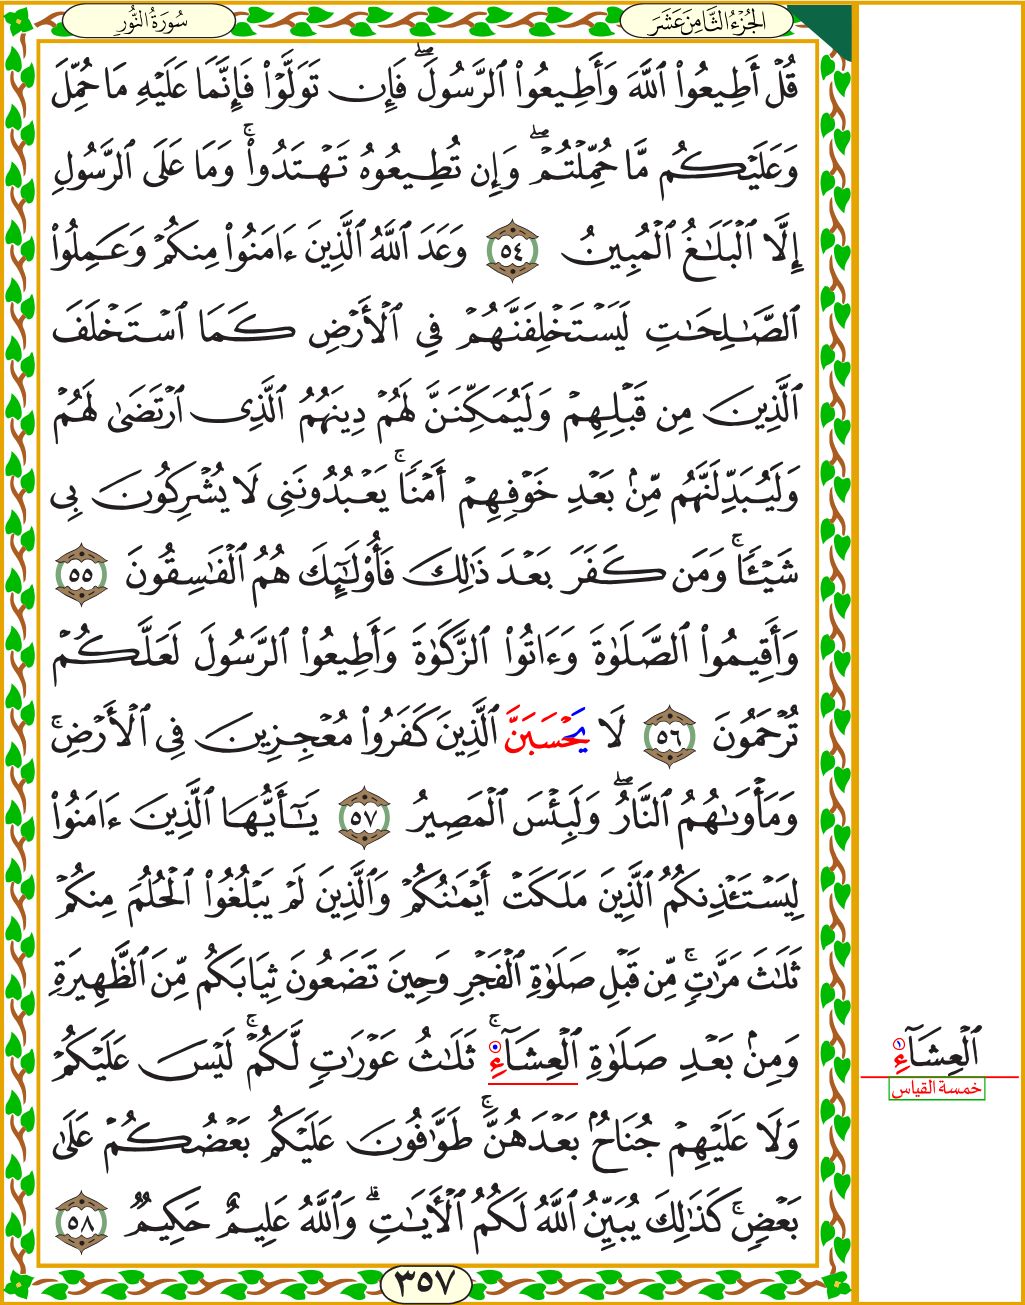 سُورَةُ النُّورِ
الجُزْءُ الثَّامِنَ عَشَرَ
قُلۡ أَطِيعُواْ ٱللَّهَ وَأَطِيعُواْ ٱلرَّسُولَۖ فَإِن تَوَلَّوۡاْ فَإِنَّمَا عَلَيۡهِ مَا حُمِّلَ
وَعَلَيۡكُم مَّا حُمِّلۡتُمۡۖ وَإِن تُطِيعُوهُ تَهۡتَدُواْۚ وَمَا عَلَى ٱلرَّسُولِ
إِلَّا ٱلۡبَلَٰغُ ٱلۡمُبِينُ ٥٤ وَعَدَ ٱللَّهُ ٱلَّذِينَ ءَامَنُواْ مِنكُمۡ وَعَمِلُواْ
ٱلصَّٰلِحَٰتِ لَيَسۡتَخۡلِفَنَّهُمۡ فِي ٱلۡأَرۡضِ كَمَا ٱسۡتَخۡلَفَ
ٱلَّذِينَ مِن قَبۡلِهِمۡ وَلَيُمَكِّنَنَّ لَهُمۡ دِينَهُمُ ٱلَّذِي ٱرۡتَضَىٰ لَهُمۡ
وَلَيُبَدِّلَنَّهُم مِّنۢ بَعۡدِ خَوۡفِهِمۡ أَمۡنٗاۚ يَعۡبُدُونَنِي لَا يُشۡرِكُونَ بِي
شَيۡـٔٗاۚ وَمَن كَفَرَ بَعۡدَ ذَٰلِكَ فَأُوْلَٰٓئِكَ هُمُ ٱلۡفَٰسِقُونَ ٥٥
وَأَقِيمُواْ ٱلصَّلَوٰةَ وَءَاتُواْ ٱلزَّكَوٰةَ وَأَطِيعُواْ ٱلرَّسُولَ لَعَلَّكُمۡ
تُرۡحَمُونَ ٥٦ لَا يَحۡسَبَنَّ ٱلَّذِينَ كَفَرُواْ مُعۡجِزِينَ فِي ٱلۡأَرۡضِۚ
وَمَأۡوَىٰهُمُ ٱلنَّارُۖ وَلَبِئۡسَ ٱلۡمَصِيرُ ٥٧ يَٰٓأَيُّهَا ٱلَّذِينَ ءَامَنُواْ
لِيَسۡتَـٔۡذِنكُمُ ٱلَّذِينَ مَلَكَتۡ أَيۡمَٰنُكُمۡ وَٱلَّذِينَ لَمۡ يَبۡلُغُواْ ٱلۡحُلُمَ مِنكُمۡ
ثَلَٰثَ مَرَّٰتٖۚ مِّن قَبۡلِ صَلَوٰةِ ٱلۡفَجۡرِ وَحِينَ تَضَعُونَ ثِيَابَكُم مِّنَ ٱلظَّهِيرَةِ
وَمِنۢ بَعۡدِ صَلَوٰةِ ٱلۡعِشَآءِۚ ثَلَٰثُ عَوۡرَٰتٖ لَّكُمۡۚ لَيۡسَ عَلَيۡكُمۡ
وَلَا عَلَيۡهِمۡ جُنَاحُۢ بَعۡدَهُنَّۚ طَوَّٰفُونَ عَلَيۡكُم بَعۡضُكُمۡ عَلَىٰ
بَعۡضٖۚ كَذَٰلِكَ يُبَيِّنُ ٱللَّهُ لَكُمُ ٱلۡأٓيَٰتِۗ وَٱللَّهُ عَلِيمٌ حَكِيمٞ ٥٨
٣٥٧
ٱلۡعِشَآءِ ١
خمسة القياس